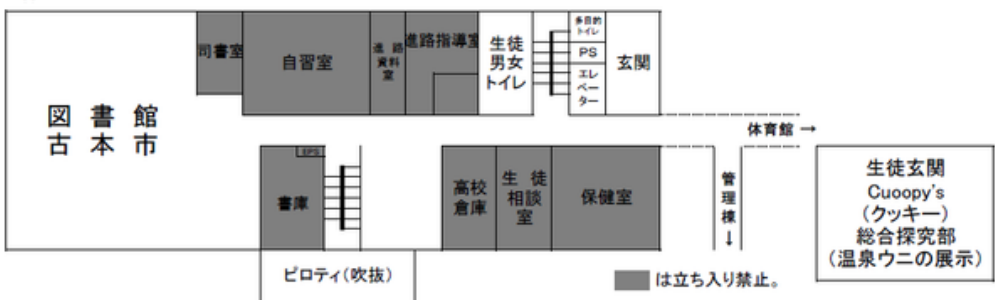 司書室
自習室
進路
資料
室
進路指導室
生徒
男女
トイレ
多目的
トイレ
PS
エレ
ベー
ター
玄関
図書館
古本市
体育館 →
EPS
書庫
高校
倉庫
生徒
相談
室
保健室
管理棟↓
生徒玄関
Cuoopy's
（クッキー）
総合探究部
（温泉ウニの展示）
ピロティ（吹抜）
は立ち入り禁止。